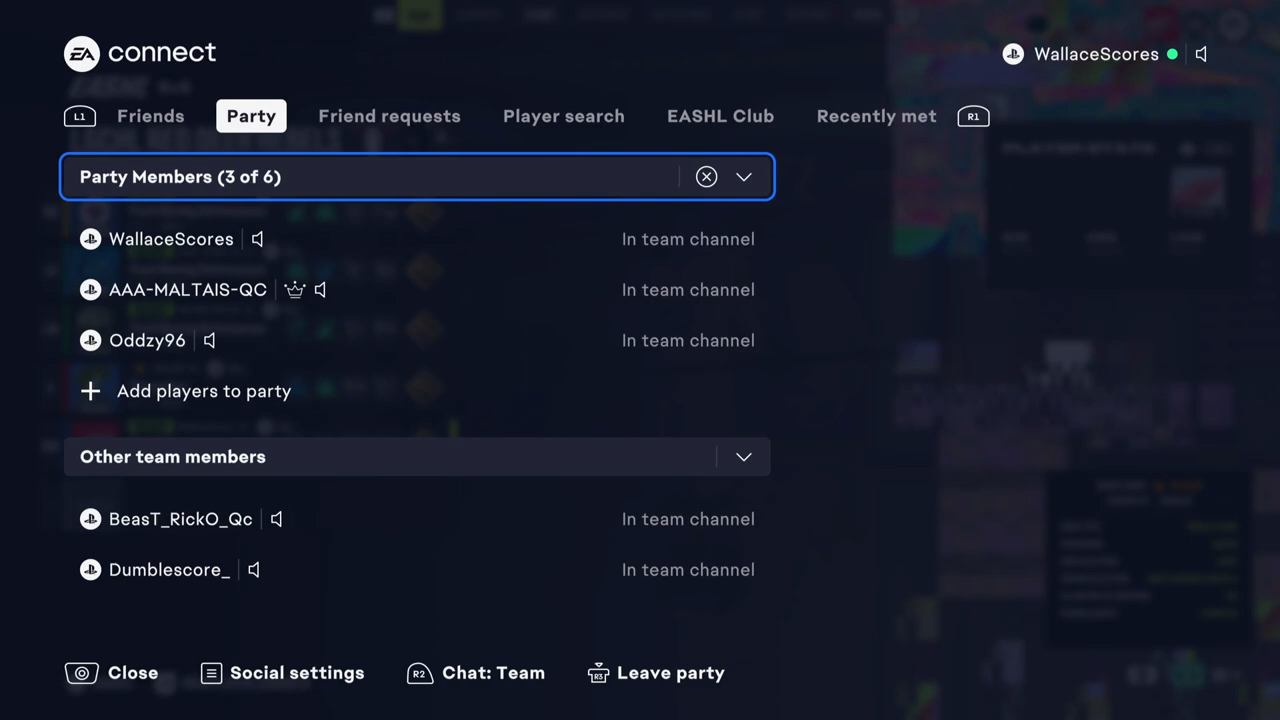 EA connect
WallaceScores
L1 Friends Party Friend requests Player search EASHL Club Recently met R1
Party Members (3 of 6)
WallaceScores In team channel
AAA-MALTAIS-QC In team channel
Oddzy96 In team channel
+ Add players to party
Other team members
BeasT_RickO_Qc In team channel
Dumblescore_ In team channel
Close Social settings R2 Chat: Team R3 Leave party